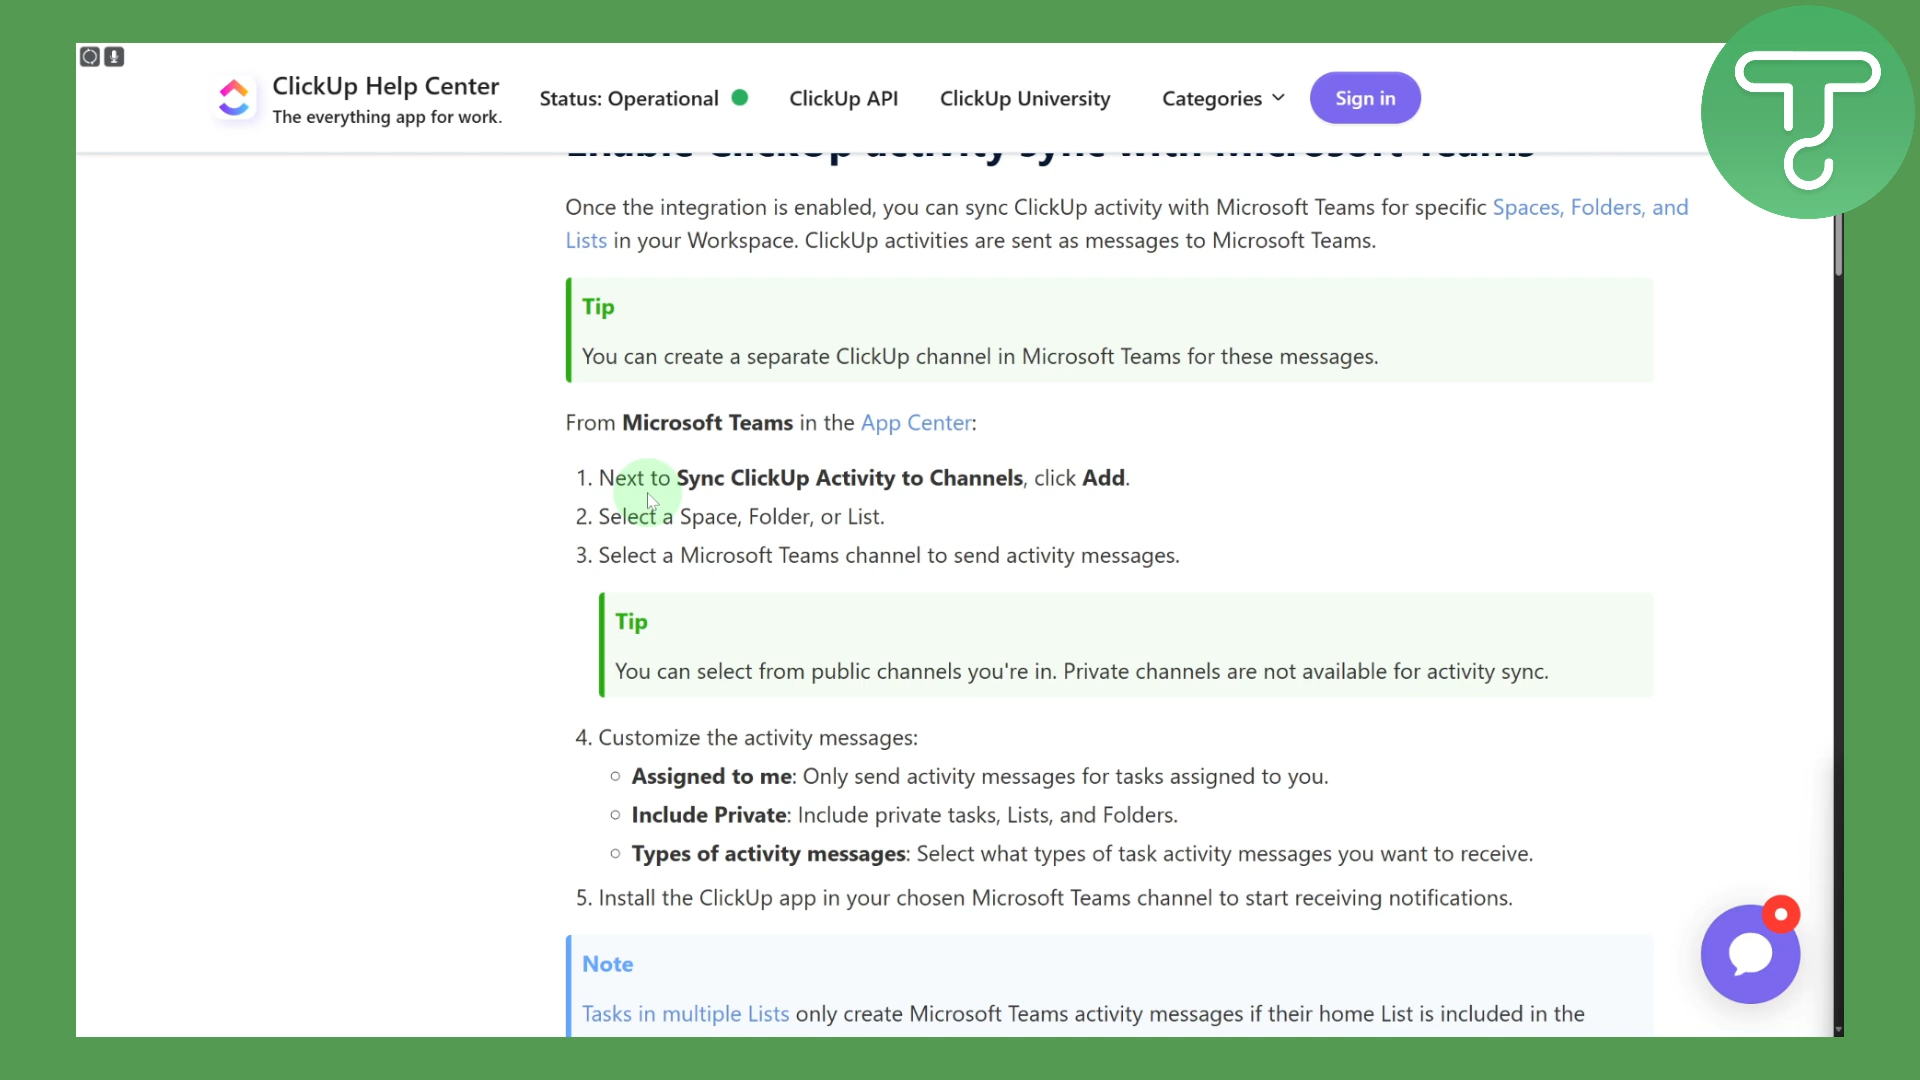 ClickUp Help Center
The everything app for work.
Status: Operational
ClickUp API
ClickUp University
Categories
Sign in
Enable ClickUp activity sync with Microsoft Teams
Once the integration is enabled, you can sync ClickUp activity with Microsoft Teams for specific Spaces, Folders, and
Lists in your Workspace. ClickUp activities are sent as messages to Microsoft Teams.
Tip
You can create a separate ClickUp channel in Microsoft Teams for these messages.
From Microsoft Teams in the App Center:
1. Next to Sync ClickUp Activity to Channels, click Add.
2. Select a Space, Folder, or List.
3. Select a Microsoft Teams channel to send activity messages.
Tip
You can select from public channels you're in. Private channels are not available for activity sync.
4. Customize the activity messages:
○ Assigned to me: Only send activity messages for tasks assigned to you.
○ Include Private: Include private tasks, Lists, and Folders.
○ Types of activity messages: Select what types of task activity messages you want to receive.
5. Install the ClickUp app in your chosen Microsoft Teams channel to start receiving notifications.
Note
Tasks in multiple Lists only create Microsoft Teams activity messages if their home List is included in the